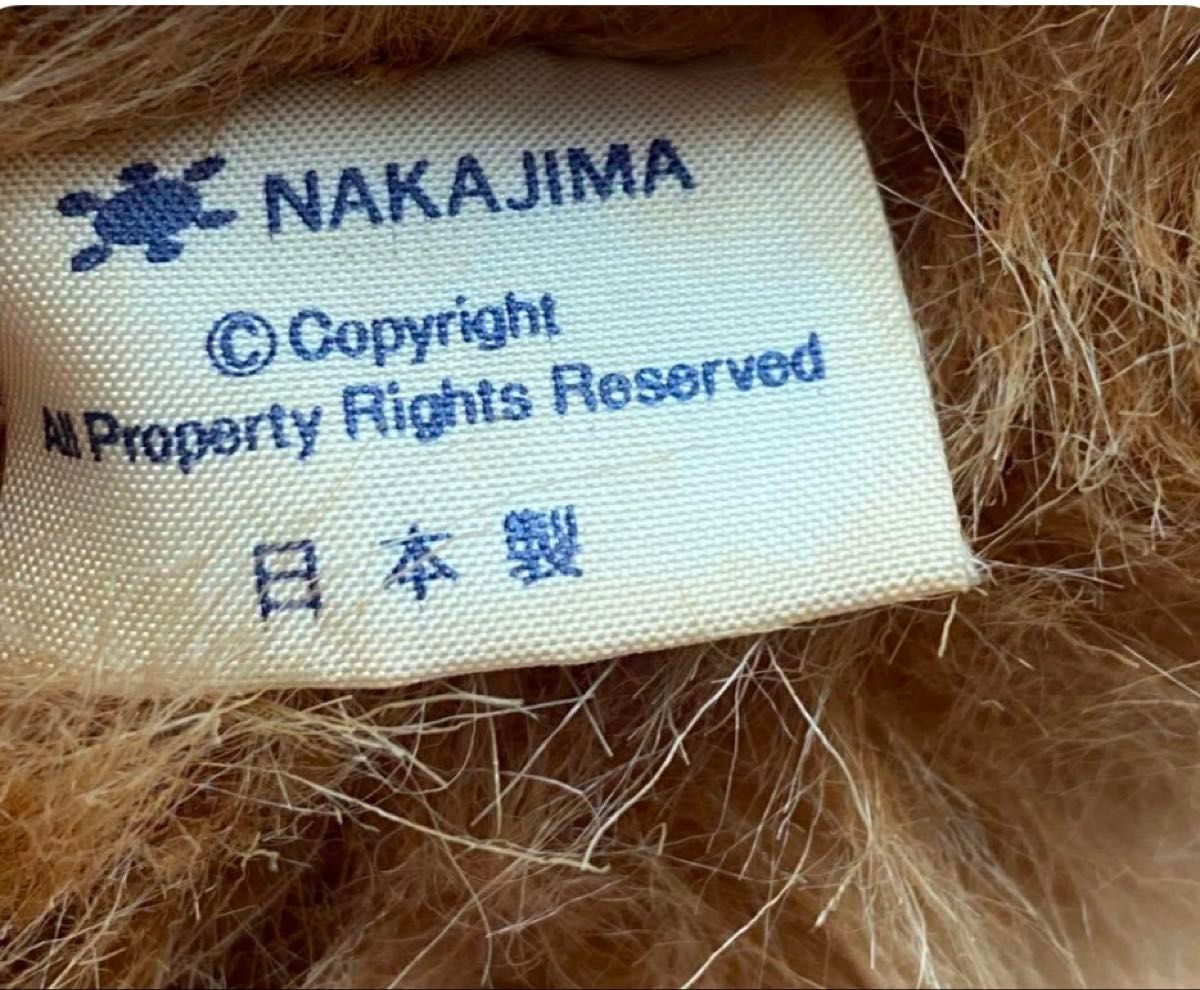 NAKAJIMA
©Copyright
All Property Rights Reserved
日本製